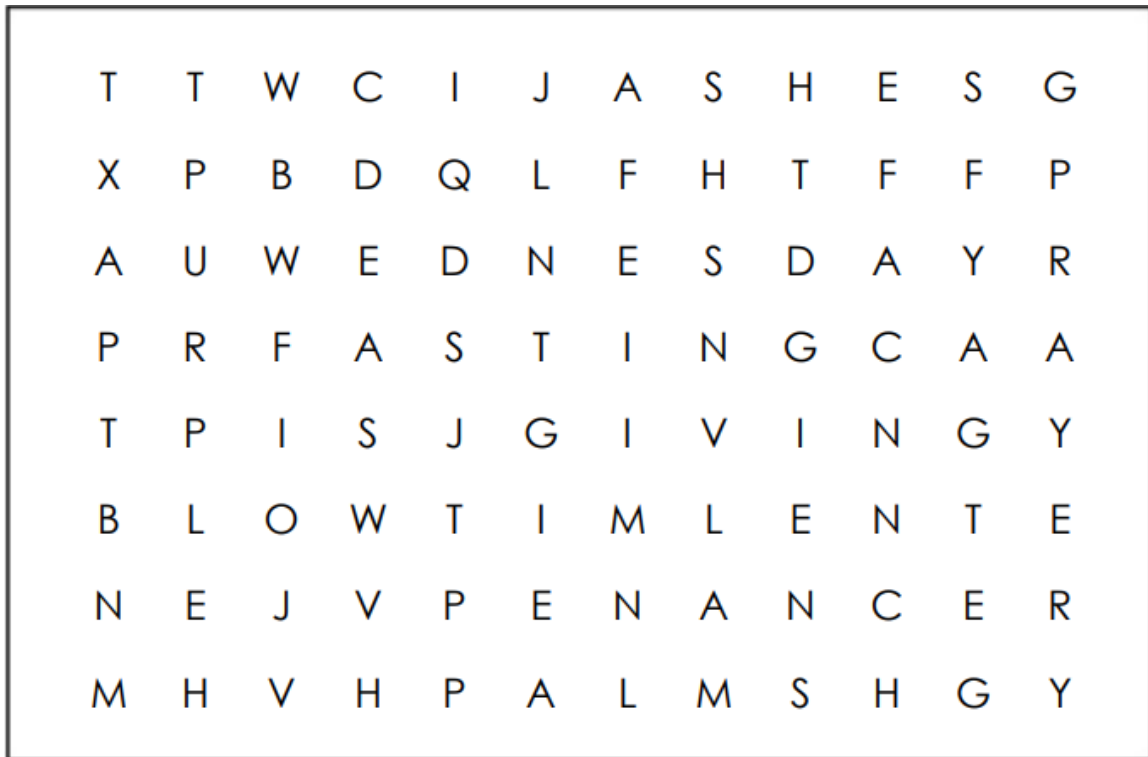 T T W C I J A S H E S G
X P B D Q L F H T F F P
A U W E D N E S D A Y R
P R F A S T I N G C A A
T P I S J G I V I N G Y
B L O W T I M L E N T E
N E J V P E N A N C E R
M H V H P A L M S H G Y